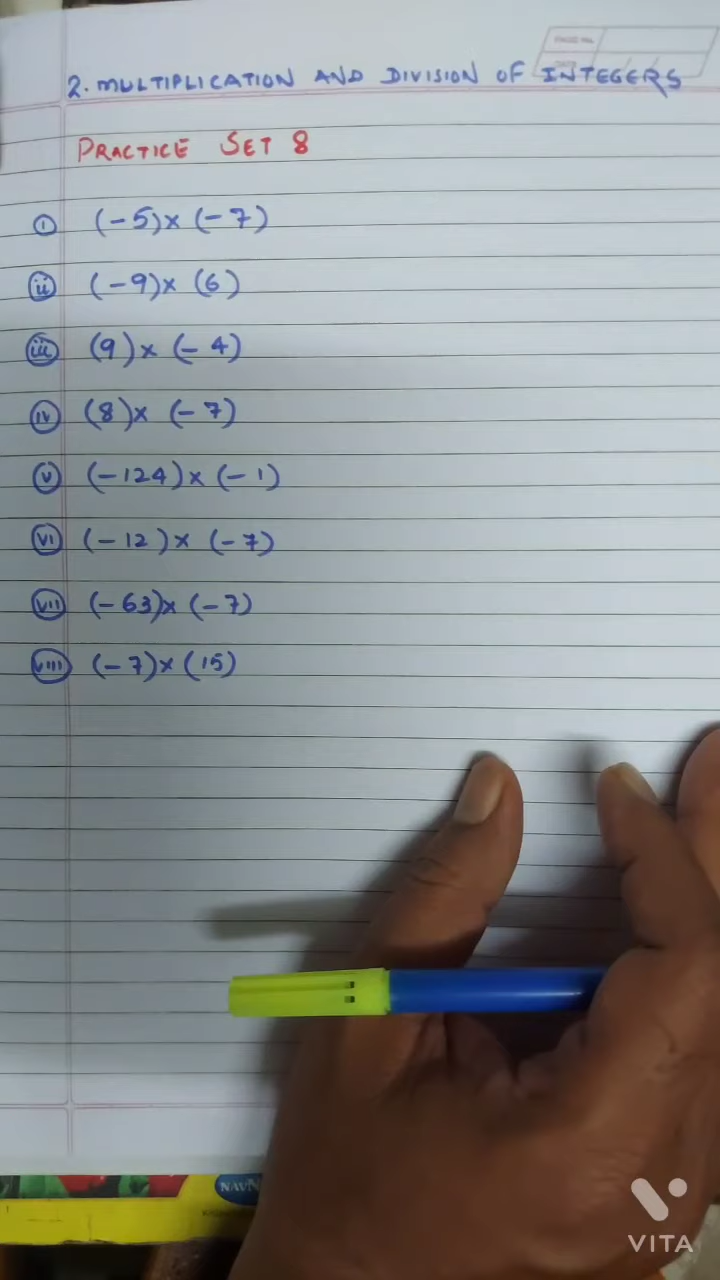 2. MULTIPLICATION AND DIVISION OF INTEGERS
PRACTICE SET 8
i (-5)×(-7)
ii (-9)×(6)
iii (9)×(-4)
iv (8)×(-7)
v (-124)×(-1)
vi (-12)×(-7)
vii (-63)×(-7)
viii (-7)×(15)
VITA